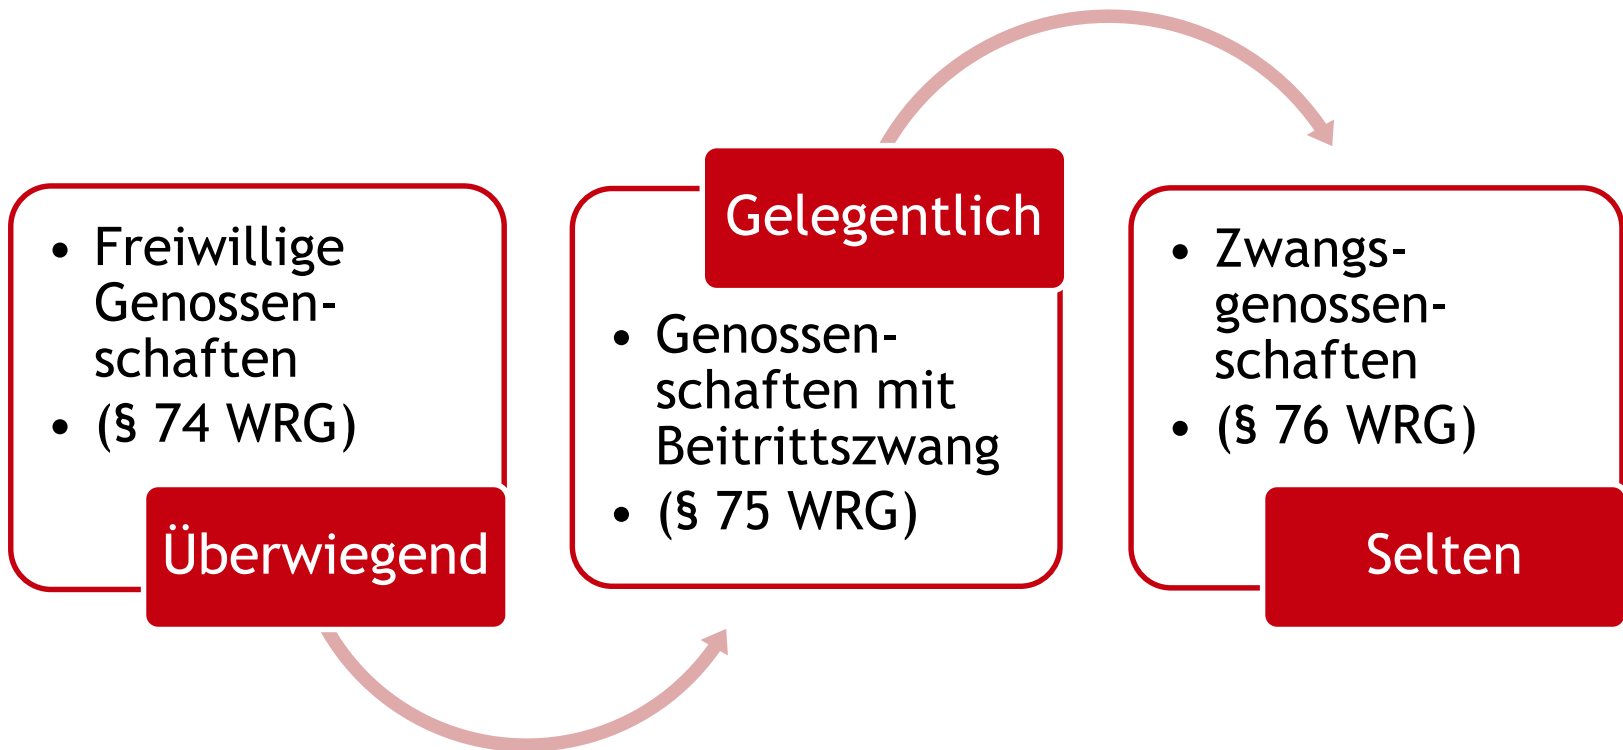 • Freiwillige
Genossen-
schaften
• (§ 74 WRG)
Überwiegend
Gelegentlich
• Genossen-
schaften mit
Beitrittszwang
• (§ 75 WRG)
• Zwangs-
genossen-
schaften
• (§ 76 WRG)
Selten